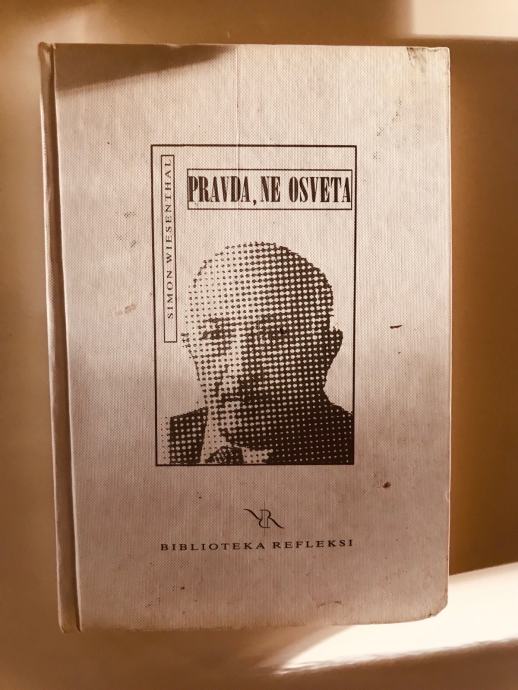 SIMON WIESENTHAL
PRAVDA, NE OSVETA
BIBLIOTEKA REFLEKSI